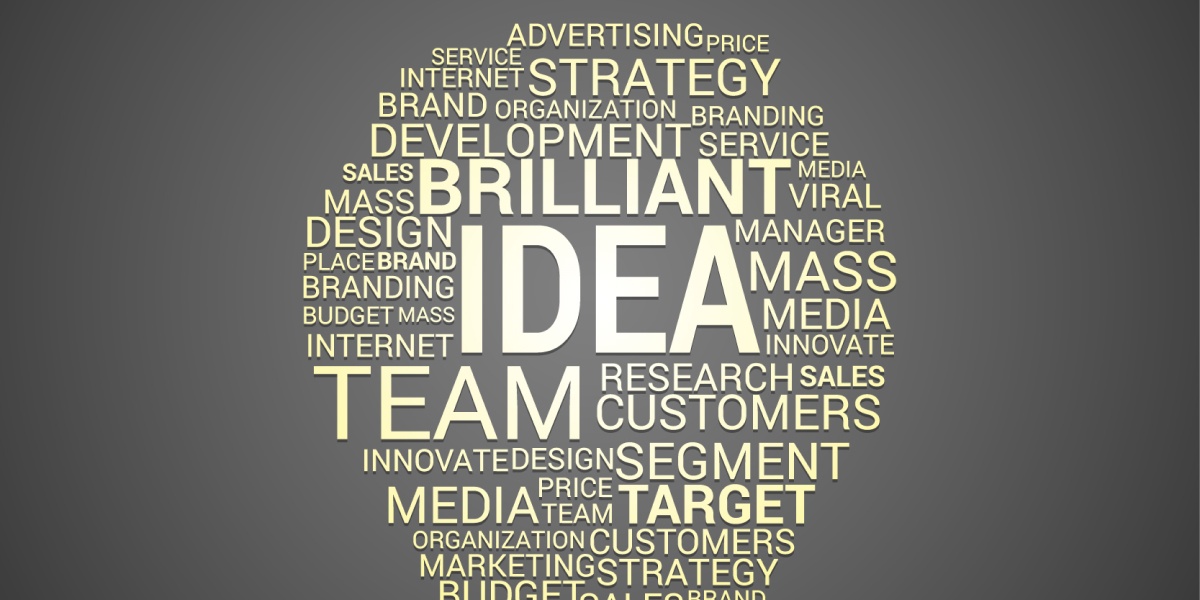 ADVERTISING PRICE
SERVICE
INTERNET STRATEGY
BRAND ORGANIZATION BRANDING
DEVELOPMENT SERVICE
SALES BRILLIANT MEDIA
MASS VIRAL
DESIGN IDEA MANAGER
PLACE BRAND MASS
BRANDING
BUDGET MASS MEDIA
INTERNET INNOVATE
TEAM RESEARCH SALES
CUSTOMERS
INNOVATE DESIGN SEGMENT
MEDIA PRICE TARGET
TEAM
ORGANIZATION CUSTOMERS
MARKETING STRATEGY
BUDGET SALES BRAND